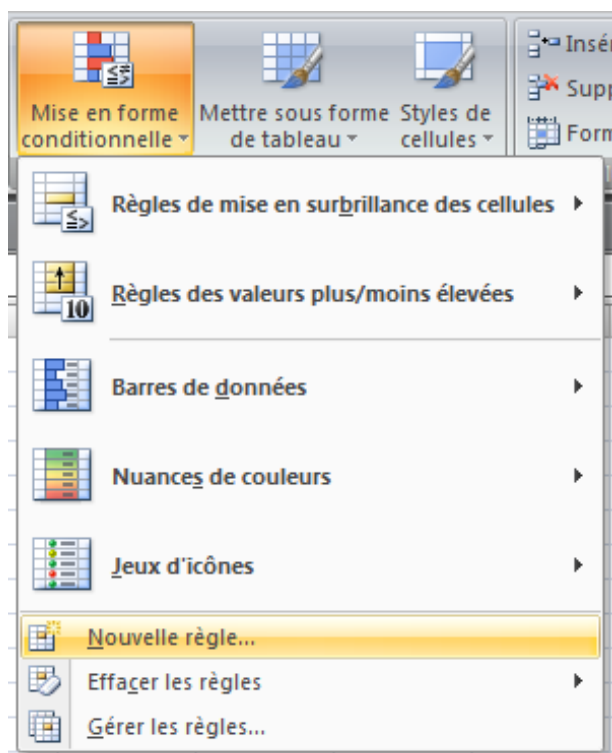 Mise en forme conditionnelle
Mettre sous forme de tableau
Styles de cellules
Insé
Supp
Form
Règles de mise en surbrillance des cellules
10
Règles des valeurs plus/moins élevées
Barres de données
Nuances de couleurs
Jeux d'icônes
Nouvelle règle...
Effacer les règles
Gérer les règles...